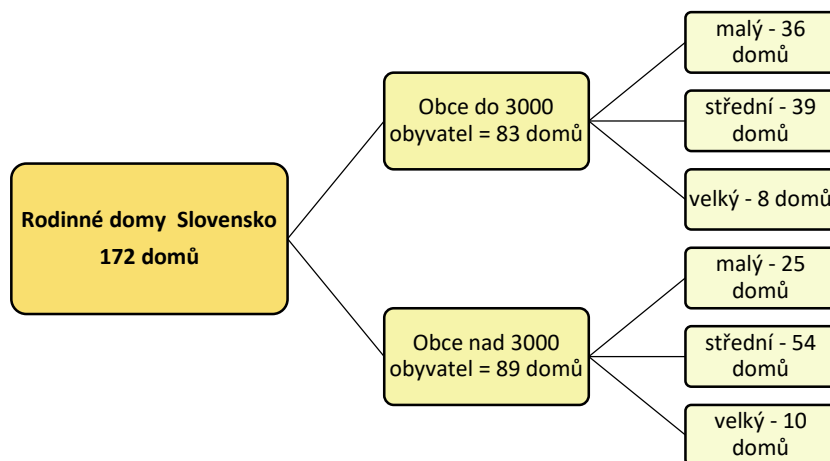 Rodinné domy Slovensko
172 domů
Obce do 3000
obyvatel = 83 domů
malý - 36
domů
střední - 39
domů
velký - 8 domů
Obce nad 3000
obyvatel = 89 domů
malý - 25
domů
střední - 54
domů
velký - 10
domů